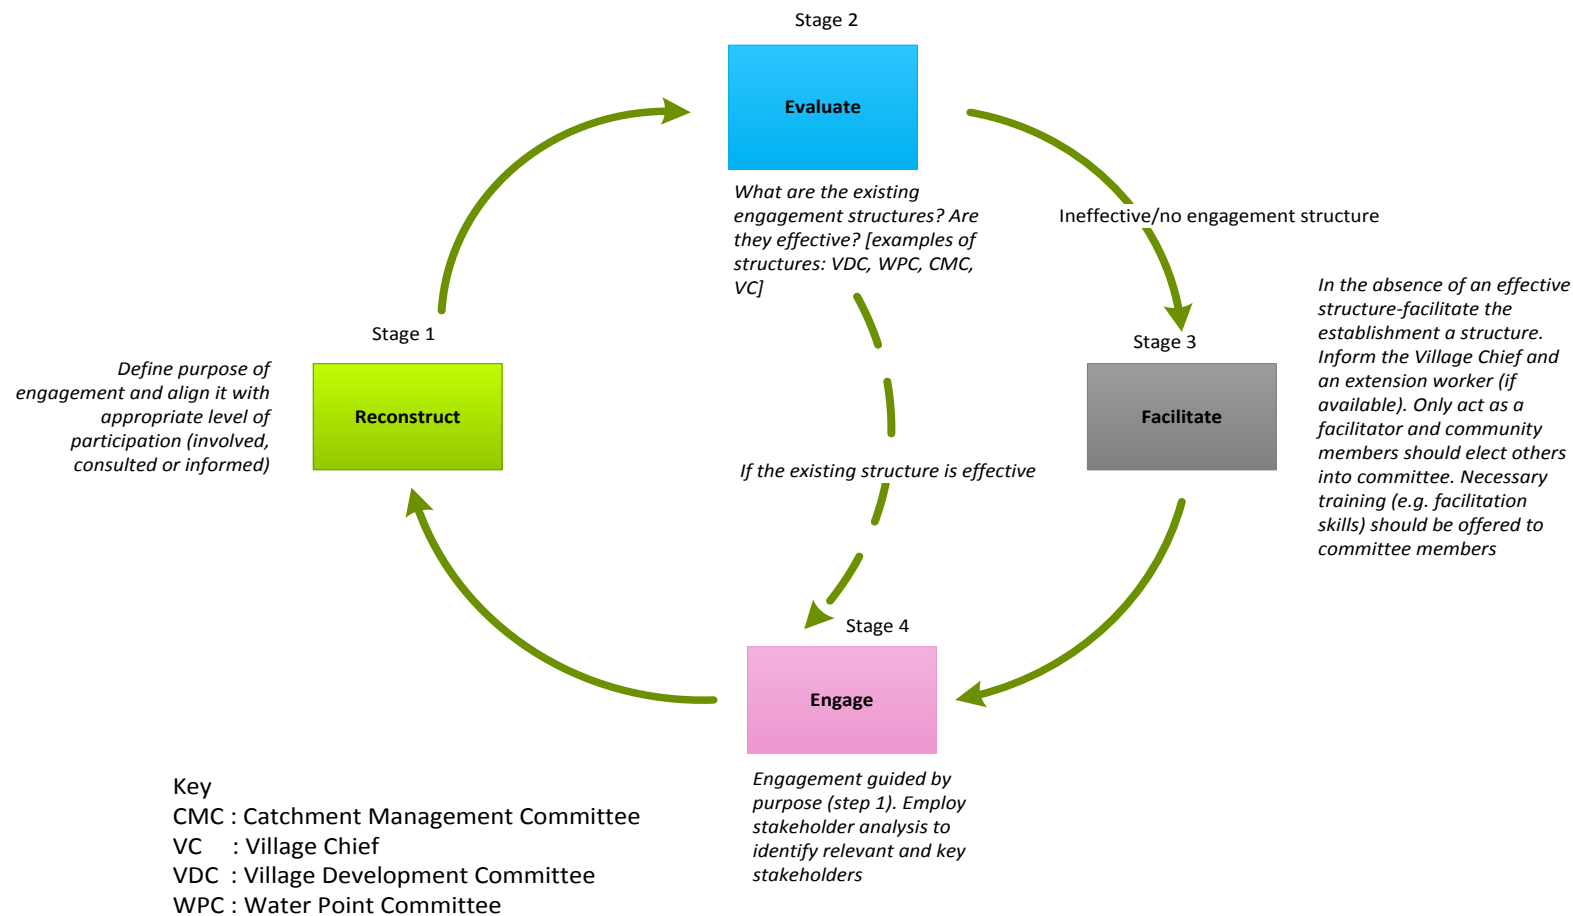 Stage 2
Evaluate
What are the existing
engagement structures? Are
they effective? [examples of
structures: VDC, WPC, CMC,
VC]
Ineffective/no engagement structure
Stage 3
Facilitate
In the absence of an effective
structure-facilitate the
establishment a structure.
Inform the Village Chief and
an extension worker (if
available). Only act as a
facilitator and community
members should elect others
into committee. Necessary
training (e.g. facilitation
skills) should be offered to
committee members
Stage 1
Reconstruct
Define purpose of
engagement and align it with
appropriate level of
participation (involved,
consulted or informed)
If the existing structure is effective
Stage 4
Engage
Engagement guided by
purpose (step 1). Employ
stakeholder analysis to
identify relevant and key
stakeholders
Key
CMC : Catchment Management Committee
VC : Village Chief
VDC : Village Development Committee
WPC : Water Point Committee